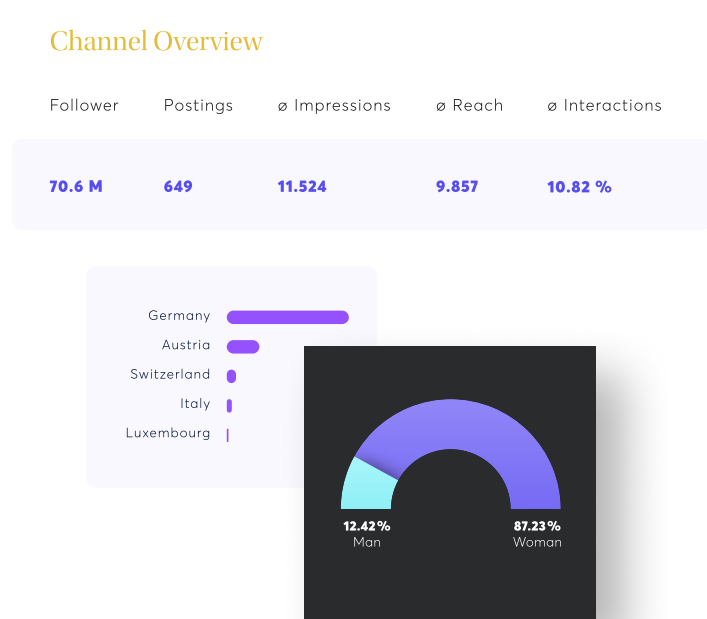 Channel Overview
Follower Postings ⌀ Impressions ⌀ Reach ⌀ Interactions
70.6 M 649 11.524 9.857 10.82 %
Germany
Austria
Switzerland
Italy
Luxembourg
12.42% 87.23%
Man Woman